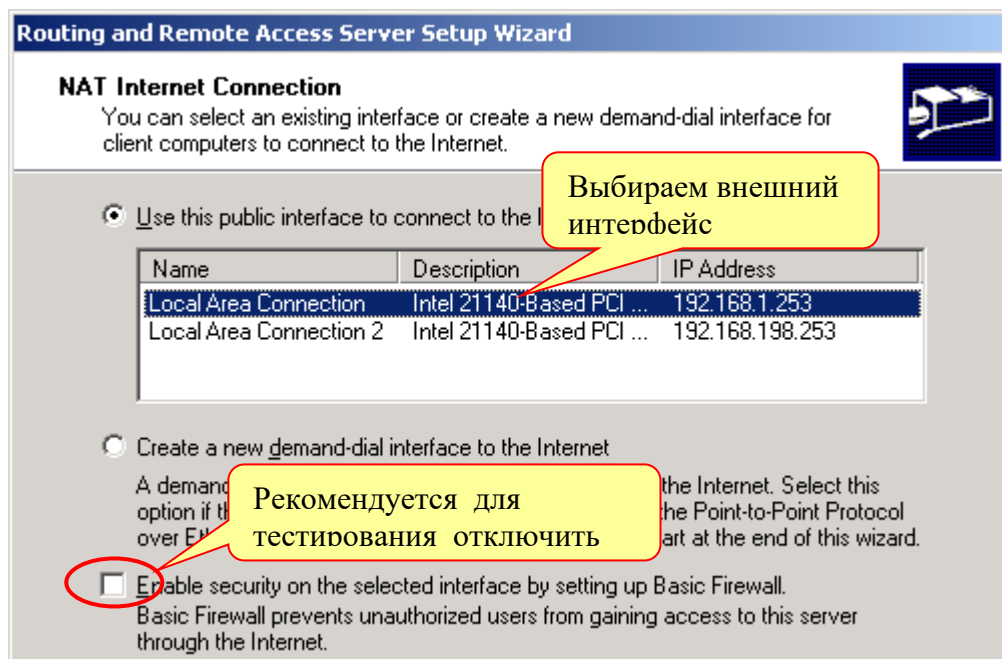 Routing and Remote Access Server Setup Wizard
NAT Internet Connection
You can select an existing interface or create a new demand-dial interface for
client computers to connect to the Internet.
Выбираем внешний
интерфейс
Use this public interface to connect to the
Name Description IP Address
Local Area Connection Intel 21140-Based PCI ... 192.168.1.253
Local Area Connection 2 Intel 21140-Based PCI ... 192.168.198.253
Create a new demand-dial interface to the Internet
A demand the Internet. Select this
option if the Point-to-Point Protocol
over art at the end of this wizard.
Рекомендуется для
тестирования отключить
Enable security on the selected interface by setting up Basic Firewall.
Basic Firewall prevents unauthorized users from gaining access to this server
through the Internet.